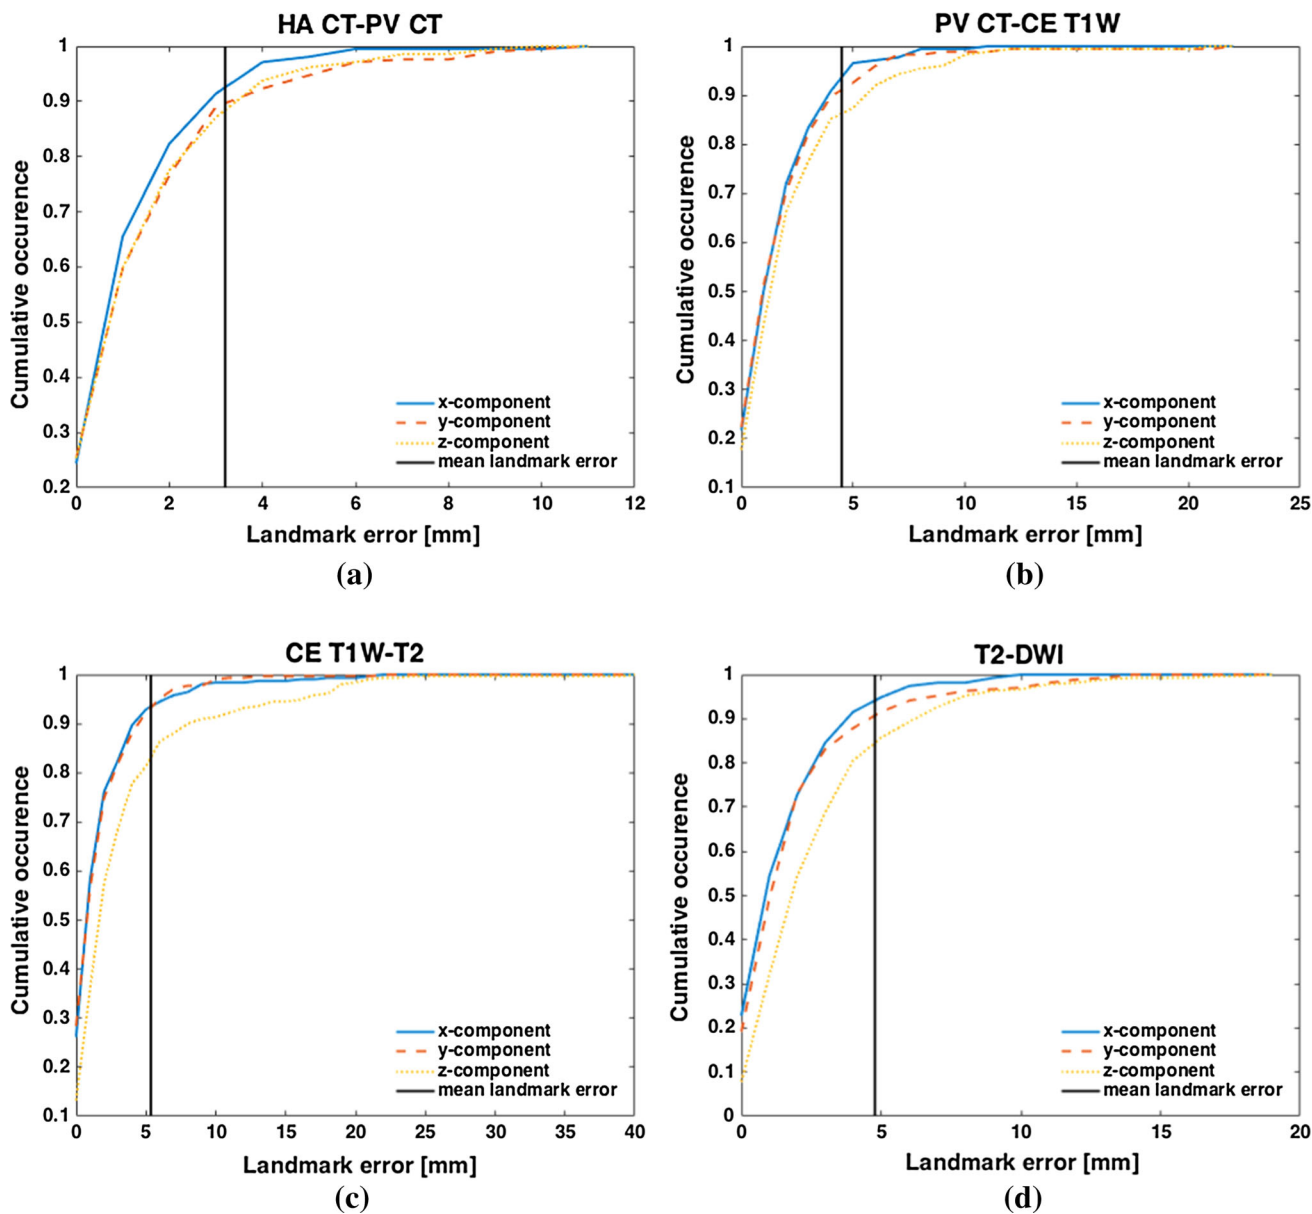 HA CT-PV CT
1
0.9
0.8
0.7
0.6
0.5
0.4
0.3
0.2
Cumulative occurence
x-component
y-component
z-component
mean landmark error
0 2 4 6 8 10 12
Landmark error [mm]
(a)
PV CT-CE T1W
1
0.9
0.8
0.7
0.6
0.5
0.4
0.3
0.2
0.1
Cumulative occurence
x-component
y-component
z-component
mean landmark error
0 5 10 15 20 25
Landmark error [mm]
(b)
CE T1W-T2
1
0.9
0.8
0.7
0.6
0.5
0.4
0.3
0.2
0.1
Cumulative occurence
x-component
y-component
z-component
mean landmark error
0 5 10 15 20 25 30 35 40
Landmark error [mm]
(c)
T2-DWI
1
0.9
0.8
0.7
0.6
0.5
0.4
0.3
0.2
0.1
0
Cumulative occurence
x-component
y-component
z-component
mean landmark error
0 5 10 15 20
Landmark error [mm]
(d)